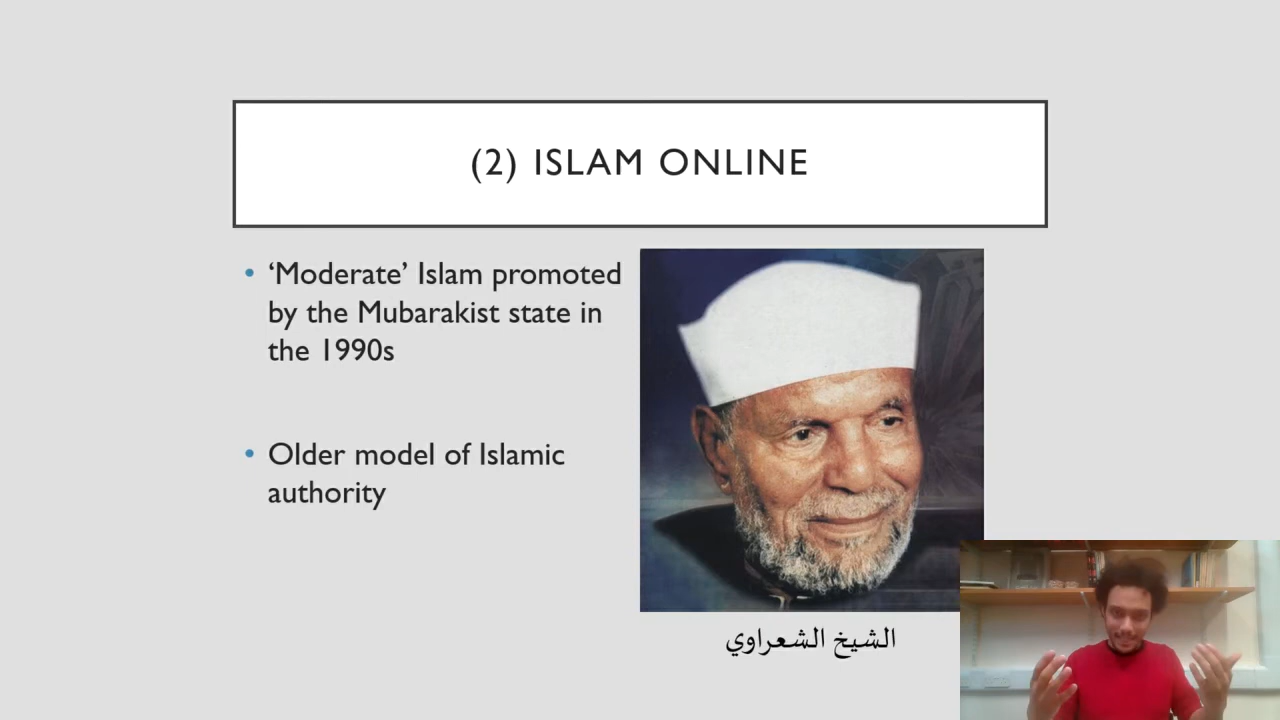 (2) ISLAM ONLINE
• ‘Moderate’ Islam promoted
by the Mubarakist state in
the 1990s
• Older model of Islamic
authority
الشيخ الشعراوي